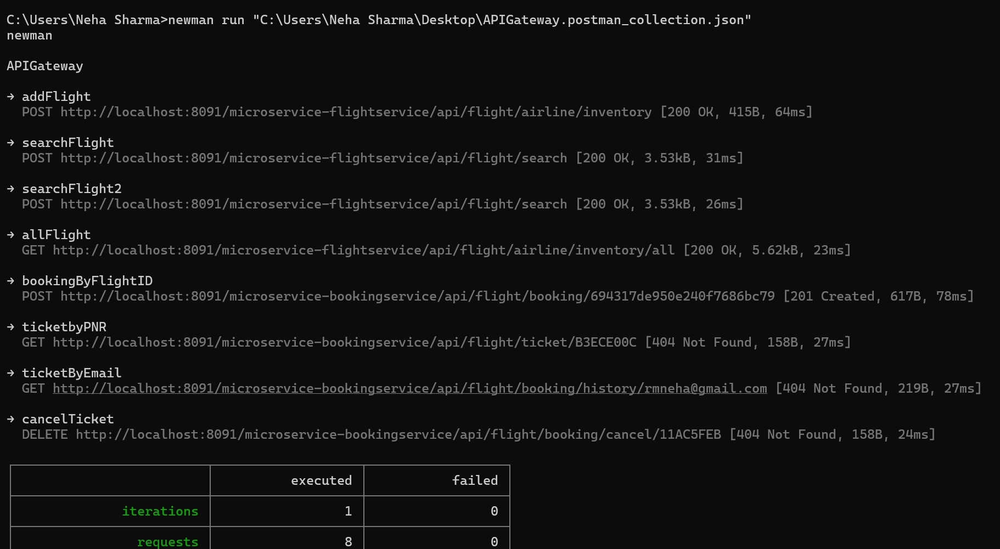 C:\Users\Neha Sharma>newman run "C:\Users\Neha Sharma\Desktop\APIGateway.postman_collection.json"
newman
APIGateway
→ addFlight
POST http://localhost:8091/microservice-flightservice/api/flight/airline/inventory [200 OK, 415B, 64ms]
→ searchFlight
POST http://localhost:8091/microservice-flightservice/api/flight/search [200 OK, 3.53kB, 31ms]
→ searchFlight2
POST http://localhost:8091/microservice-flightservice/api/flight/search [200 OK, 3.53kB, 26ms]
→ allFlight
GET http://localhost:8091/microservice-flightservice/api/flight/airline/inventory/all [200 OK, 5.62kB, 23ms]
→ bookingByFlightID
POST http://localhost:8091/microservice-bookingservice/api/flight/booking/694317de950e240f7686bc79 [201 Created, 617B, 78ms]
→ ticketbyPNR
GET http://localhost:8091/microservice-bookingservice/api/flight/ticket/B3ECE00C [404 Not Found, 158B, 27ms]
→ ticketByEmail
GET http://localhost:8091/microservice-bookingservice/api/flight/booking/history/rmneha@gmail.com [404 Not Found, 219B, 27ms]
→ cancelTicket
DELETE http://localhost:8091/microservice-bookingservice/api/flight/booking/cancel/11AC5FEB [404 Not Found, 158B, 24ms]
executed failed
iterations 1 0
requests 8 0